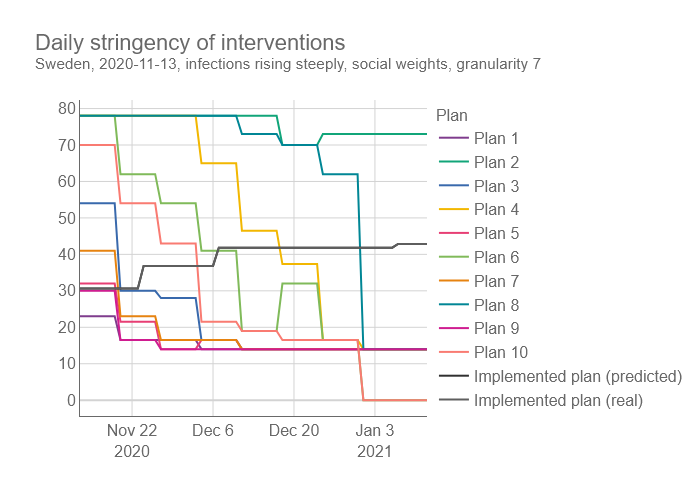 Daily stringency of interventions
Sweden, 2020-11-13, infections rising steeply, social weights, granularity 7
80
70
60
50
40
30
20
10
0
Nov 22
2020
Dec 6
Dec 20
Jan 3
2021
Plan
Plan 1
Plan 2
Plan 3
Plan 4
Plan 5
Plan 6
Plan 7
Plan 8
Plan 9
Plan 10
Implemented plan (predicted)
Implemented plan (real)